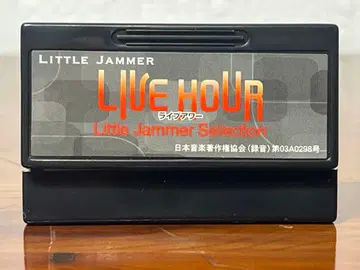 LITTLE JAMMER
LIVE HOUR
ライブアワー
Little Jammer Selection
日本音楽著作権協会(録音)第03A0298号